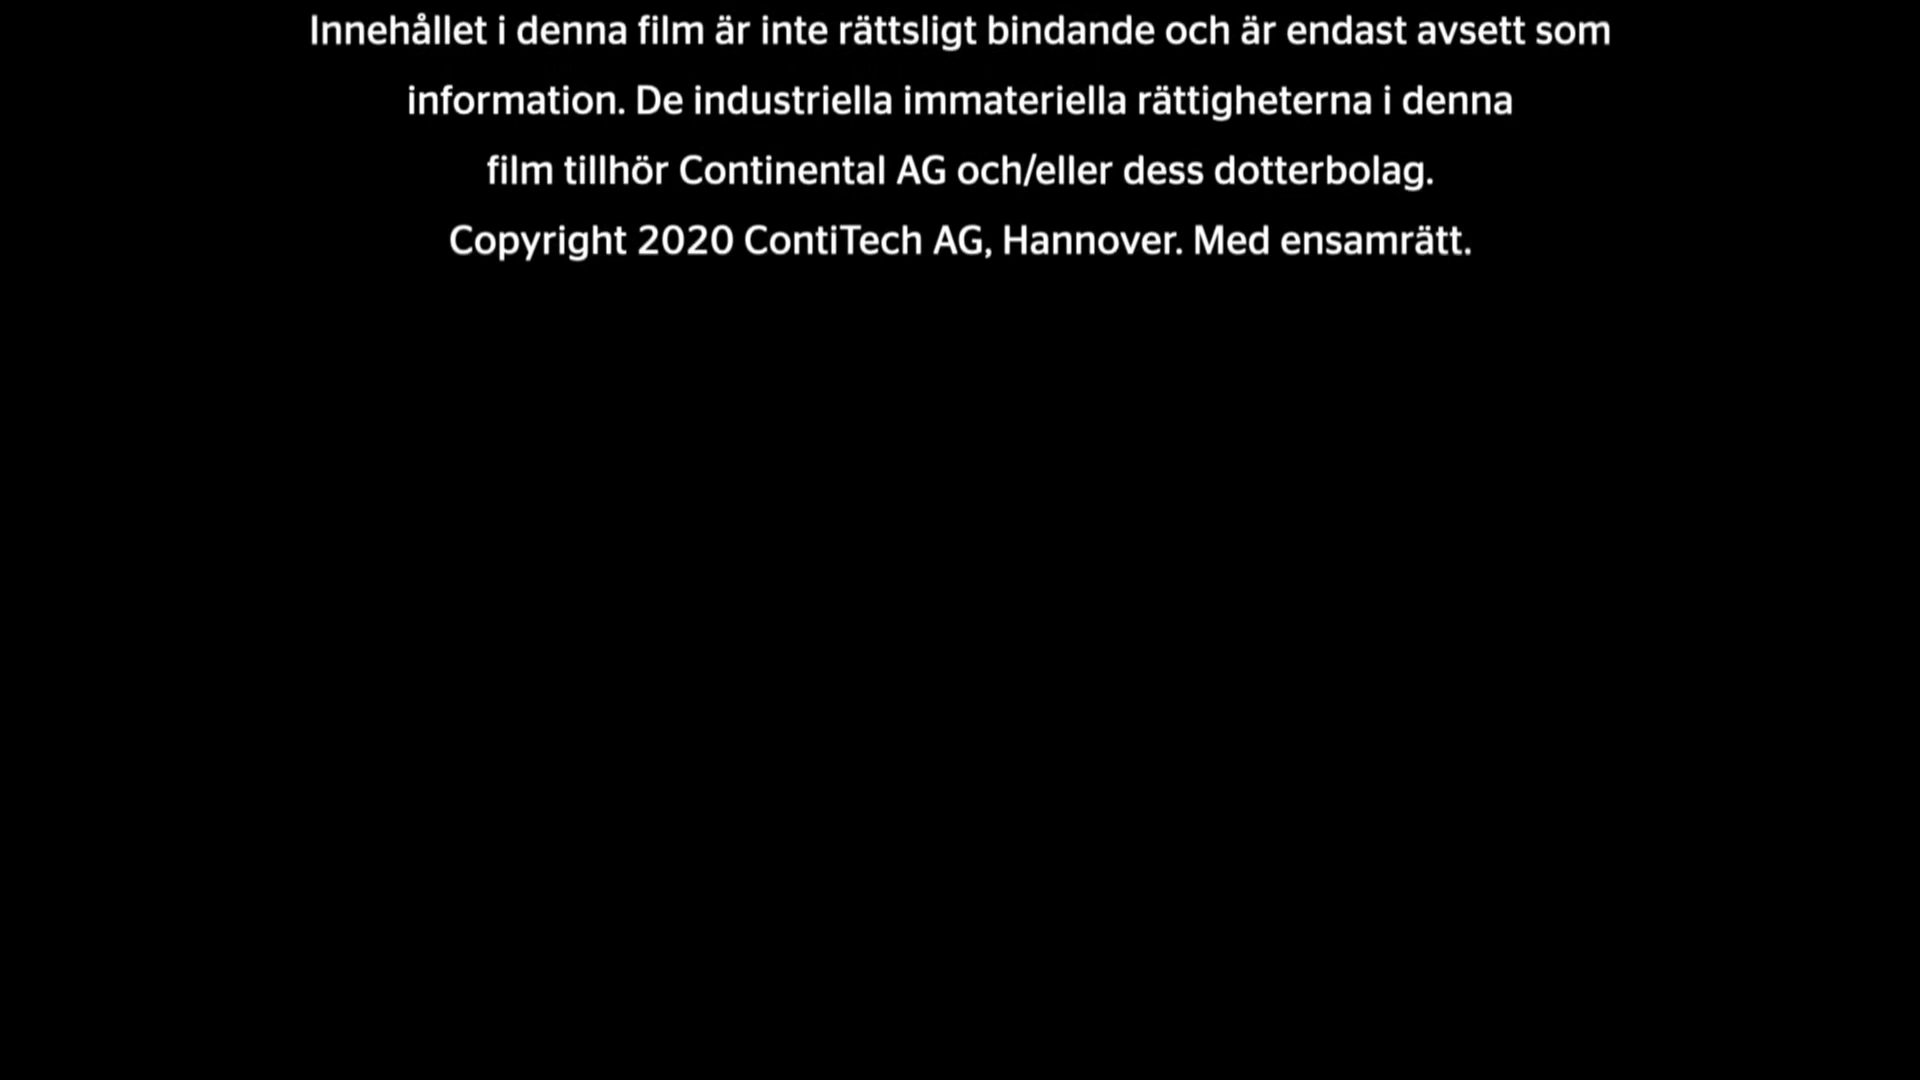 Innehållet i denna film är inte rättsligt bindande och är endast avsett som
information. De industriella immateriella rättigheterna i denna
film tillhör Continental AG och/eller dess dotterbolag.
Copyright 2020 ContiTech AG, Hannover. Med ensamrätt.